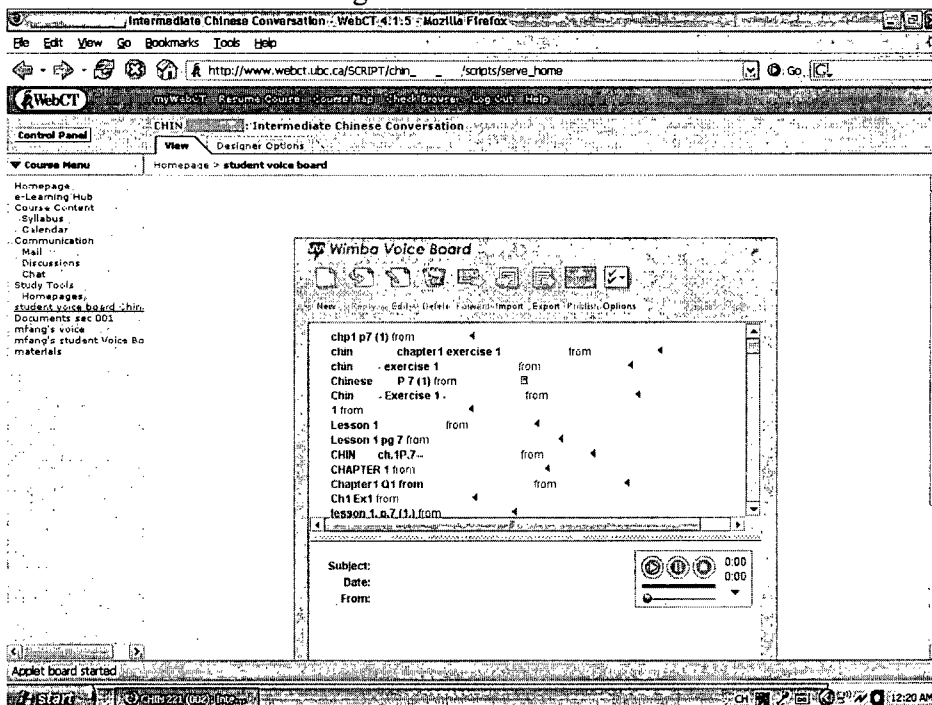 Intermediate Chinese Conversation - WebCT 4.1.5 - Mozilla Firefox
File Edit View Go Bookmarks Tools Help
http://www.webct.ubc.ca/SCRIPT/chin_ _ /scripts/serve_home Go
WebCT myWebCT Resume Course Course Map Check Browser Log Out Help
Control Panel
CHIN : Intermediate Chinese Conversation
View Designer Options
Course Menu
Homepage > student voice board
Homepage
e-Learning Hub
Course Content
Syllabus
Calendar
Communication
Mail
Discussions
Chat
Study Tools
Homepages
student voice board chin
Documents sec 001
mfang's voice
mfang's student Voice Bo
materials
Wimba Voice Board
New Reply Edit Delete Forward Import Export Publish Options
chp1 p7 (1) from
chin chapter1 exercise 1 from
chin - exercise 1 from
Chinese P 7 (1) from
Chin - Exercise 1 - from
1 from
Lesson 1 from
Lesson 1 pg 7 from
CHIN ch.1P.7-- from
CHAPTER 1 from
Chapter1 Q1 from from
Ch1 Ex1 from
lesson 1, p.7 (1.) from
Subject:
Date:
From:
0:00
0:00
Applet board started
start CHIN 221 (002): Inte... CH 12:20 AM